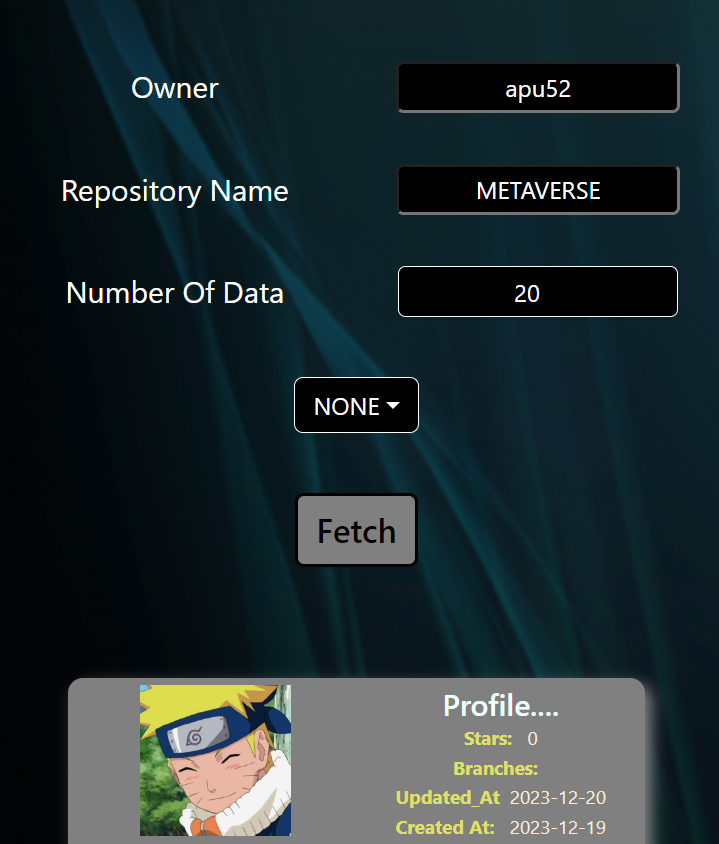 Owner apu52
Repository Name METAVERSE
Number Of Data 20
NONE
Fetch
Profile....
Stars: 0
Branches:
Updated_At 2023-12-20
Created At: 2023-12-19